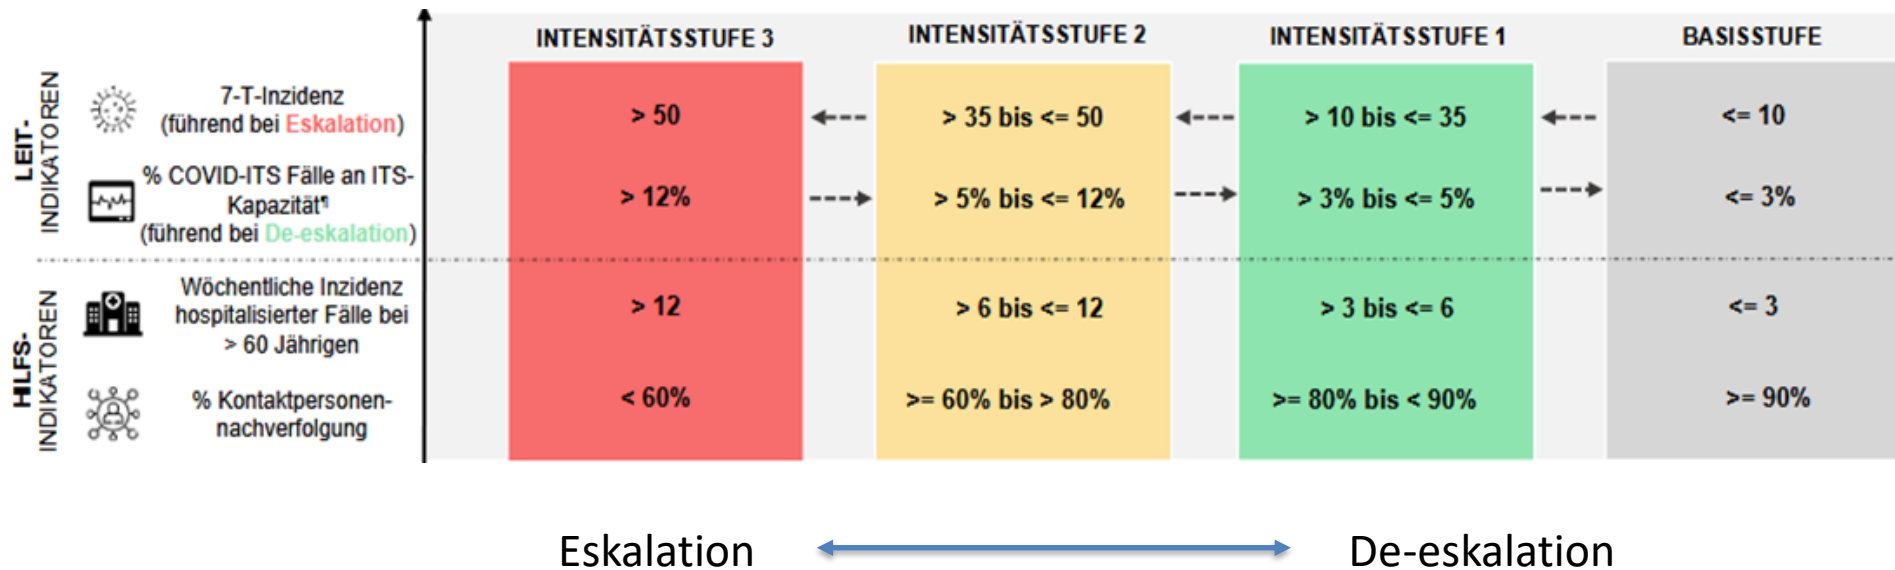 INTENSITÄTSSTUFE 3 INTENSITÄTSSTUFE 2 INTENSITÄTSSTUFE 1 BASISSTUFE
LEIT-
INDIKATOREN
7-T-Inzidenz
(führend bei Eskalation)
> 50 > 35 bis <= 50 > 10 bis <= 35 <= 10
% COVID-ITS Fälle an ITS-
Kapazität¶
(führend bei De-eskalation)
> 12% > 5% bis <= 12% > 3% bis <= 5% <= 3%
HILFS-
INDIKATOREN
Wöchentliche Inzidenz
hospitalisierter Fälle bei
> 60 Jährigen
> 12 > 6 bis <= 12 > 3 bis <= 6 <= 3
% Kontaktpersonen-
nachverfolgung
< 60% >= 60% bis > 80% >= 80% bis < 90% >= 90%
Eskalation De-eskalation